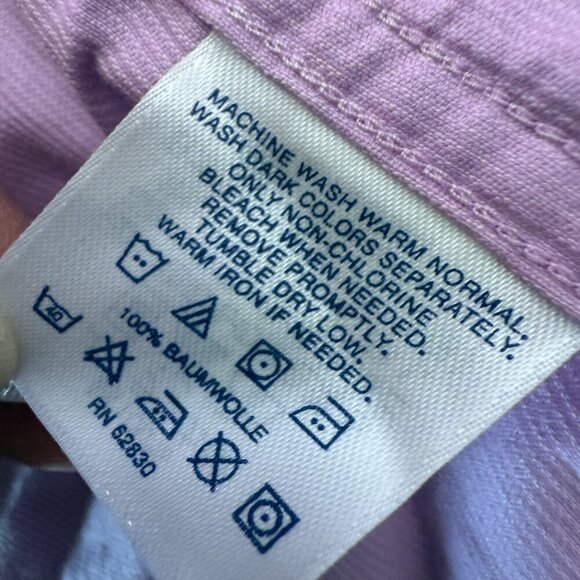 MACHINE WASH WARM NORMAL,
WASH DARK COLORS SEPARATELY.
ONLY NON-CHLORINE
BLEACH WHEN NEEDED.
REMOVE PROMPTLY.
TUMBLE DRY LOW.
WARM IRON IF NEEDED.
100% BAUMWOLLE
40
RN 62830